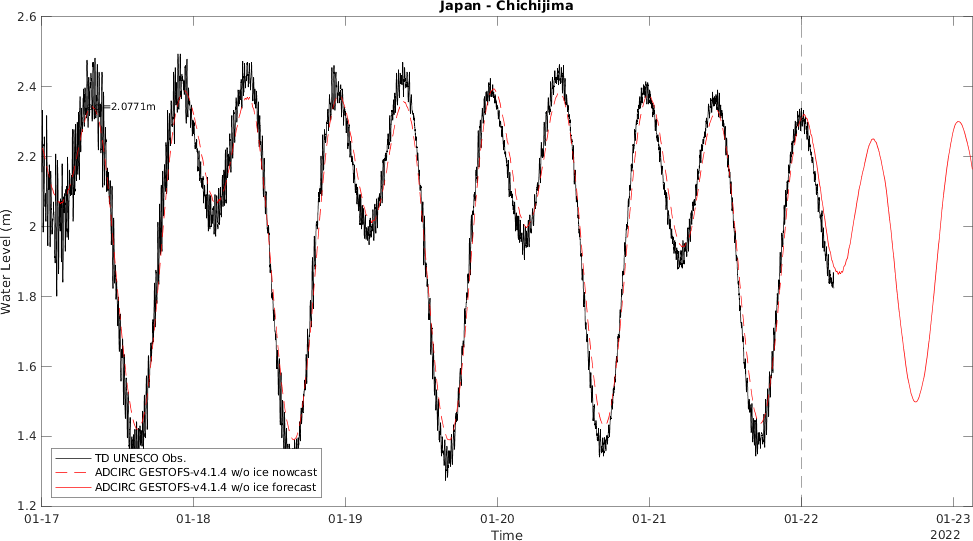 Japan - Chichijima
2.6
2.4
2.2
2
1.8
1.6
1.4
1.2
Water Level (m)
=2.0771m
TD UNESCO Obs.
ADCIRC GESTOFS-v4.1.4 w/o ice nowcast
ADCIRC GESTOFS-v4.1.4 w/o ice forecast
01-17
01-18
01-19
01-20
01-21
01-22
01-23
Time
2022